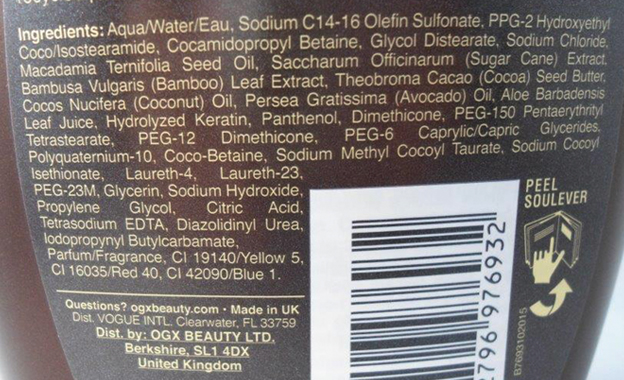 Ingredients: Aqua/Water/Eau, Sodium C14-16 Olefin Sulfonate, PPG-2 Hydroxyethyl
Coco/Isostearamide, Cocamidopropyl Betaine, Glycol Distearate, Sodium Chloride,
Macadamia Ternifolia Seed Oil, Saccharum Officinarum (Sugar Cane) Extract,
Bambusa Vulgaris (Bamboo) Leaf Extract, Theobroma Cacao (Cocoa) Seed Butter,
Cocos Nucifera (Coconut) Oil, Persea Gratissima (Avocado) Oil, Aloe Barbadensis
Leaf Juice, Hydrolyzed Keratin, Panthenol, Dimethicone, PEG-150 Pentaerythrityl
Tetrastearate, PEG-12 Dimethicone, PEG-6 Caprylic/Capric Glycerides,
Polyquaternium-10, Coco-Betaine, Sodium Methyl Cocoyl Taurate, Sodium Cocoyl
Isethionate, Laureth-4, Laureth-23,
PEG-23M, Glycerin, Sodium Hydroxide,
Propylene Glycol, Citric Acid,
Tetrasodium EDTA, Diazolidinyl Urea,
Iodopropynyl Butylcarbamate,
Parfum/Fragrance, CI 19140/Yellow 5,
CI 16035/Red 40, CI 42090/Blue 1.
Questions? ogxbeauty.com • Made in UK
Dist. VOGUE INTL. Clearwater, FL 33759
Dist. by: OGX BEAUTY LTD.
Berkshire, SL1 4DX
United Kingdom
796 976932
PEEL
SOULEVER
B7693102015